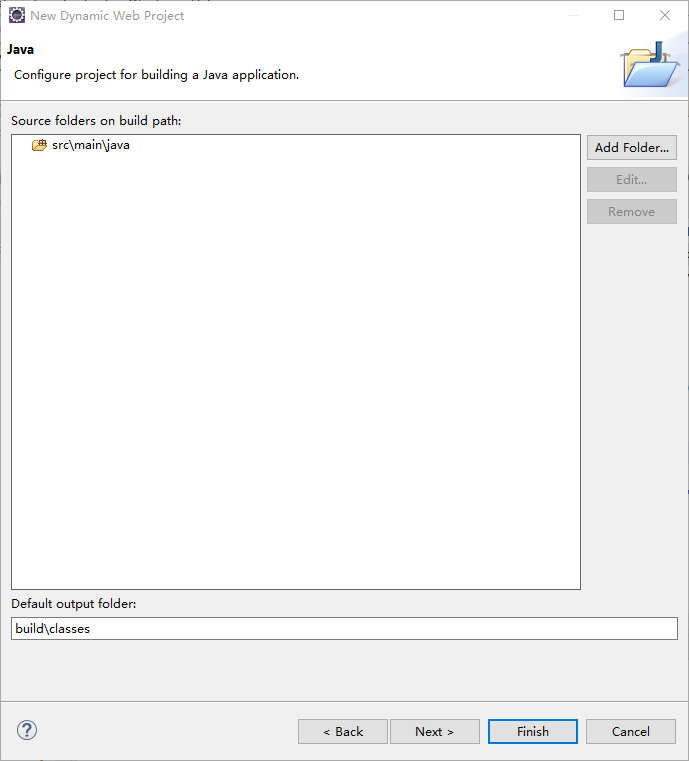 New Dynamic Web Project
Java
Configure project for building a Java application.
Source folders on build path:
src\main\java
Add Folder...
Edit...
Remove
Default output folder:
build\classes
?
< Back
Next >
Finish
Cancel